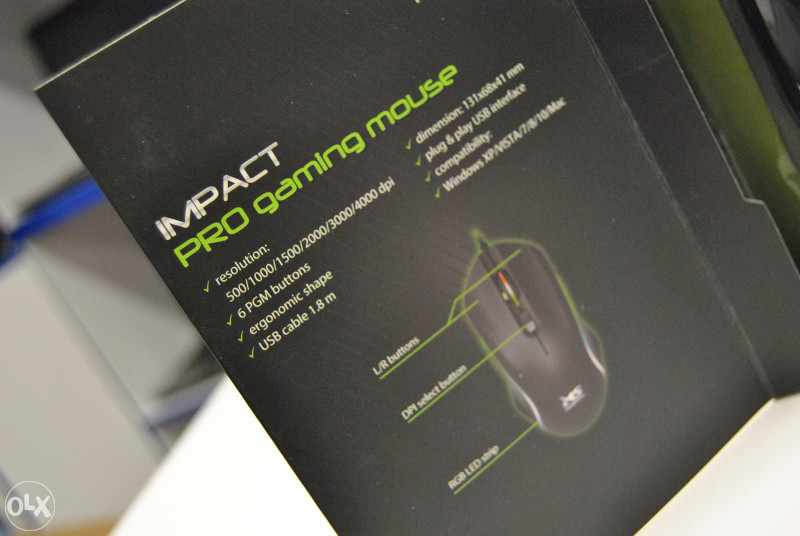 IMPACT
PRO gaming mouse
✓ resolution:
500/1000/1500/2000/3000/4000 dpi
✓ 6 PGM buttons
✓ ergonomic shape
✓ USB cable 1.8 m
✓ dimension: 131x68x41 mm
✓ plug & play USB interface
✓ compatibility:
✓ Windows XP/VISTA/7/8/10/Mac
L/R buttons
DPI select button
RGB LED strip
OLX